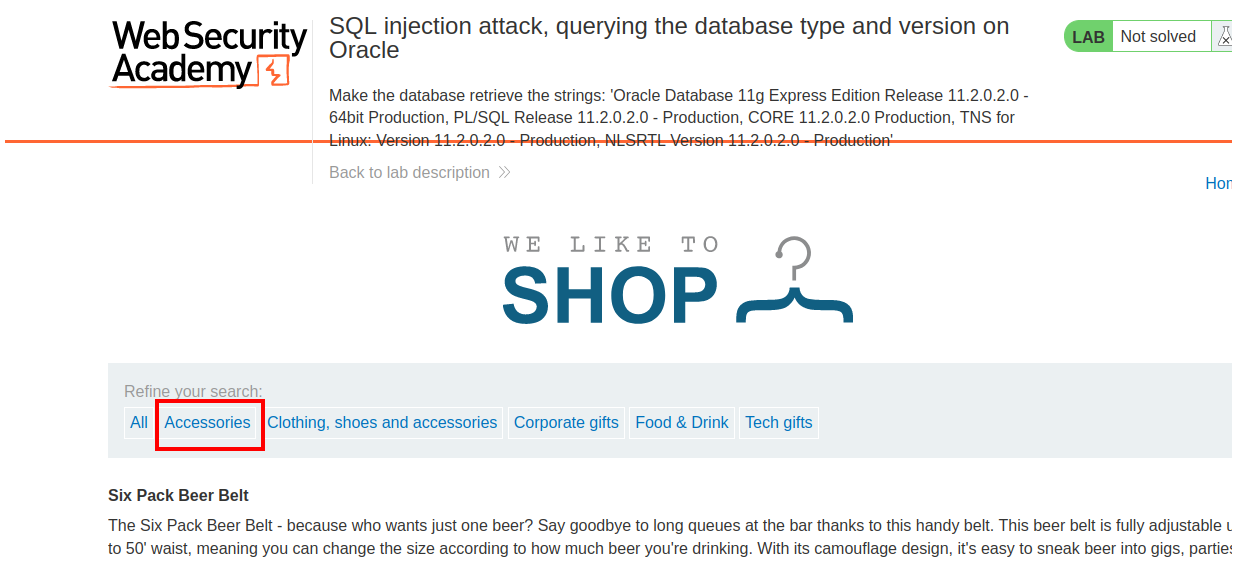 Web Security
Academy
SQL injection attack, querying the database type and version on
Oracle
LAB Not solved
Make the database retrieve the strings: 'Oracle Database 11g Express Edition Release 11.2.0.2.0 -
64bit Production, PL/SQL Release 11.2.0.2.0 - Production, CORE 11.2.0.2.0 Production, TNS for
Linux: Version 11.2.0.2.0 - Production, NLSRTL Version 11.2.0.2.0 - Production'
Back to lab description
WE LIKE TO
SHOP
Refine your search:
All Accessories Clothing, shoes and accessories Corporate gifts Food & Drink Tech gifts
Six Pack Beer Belt
The Six Pack Beer Belt - because who wants just one beer? Say goodbye to long queues at the bar thanks to this handy belt. This beer belt is fully adjustable
to 50' waist, meaning you can change the size according to how much beer you're drinking. With its camouflage design, it's easy to sneak beer into gigs,